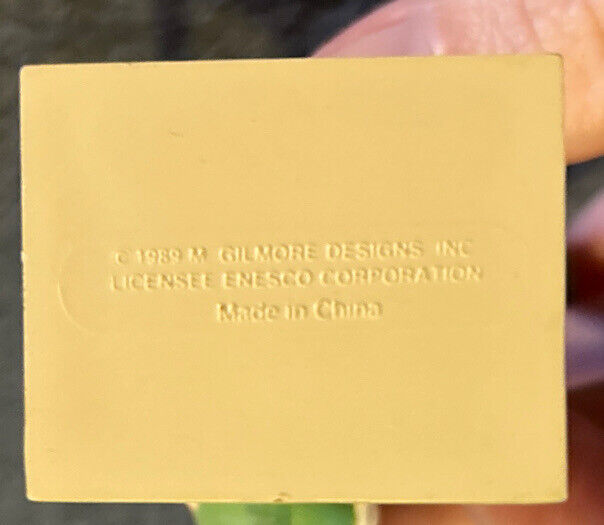 © 1989 M GILMORE DESIGNS INC
LICENSEE ENESCO CORPORATION
Made in China